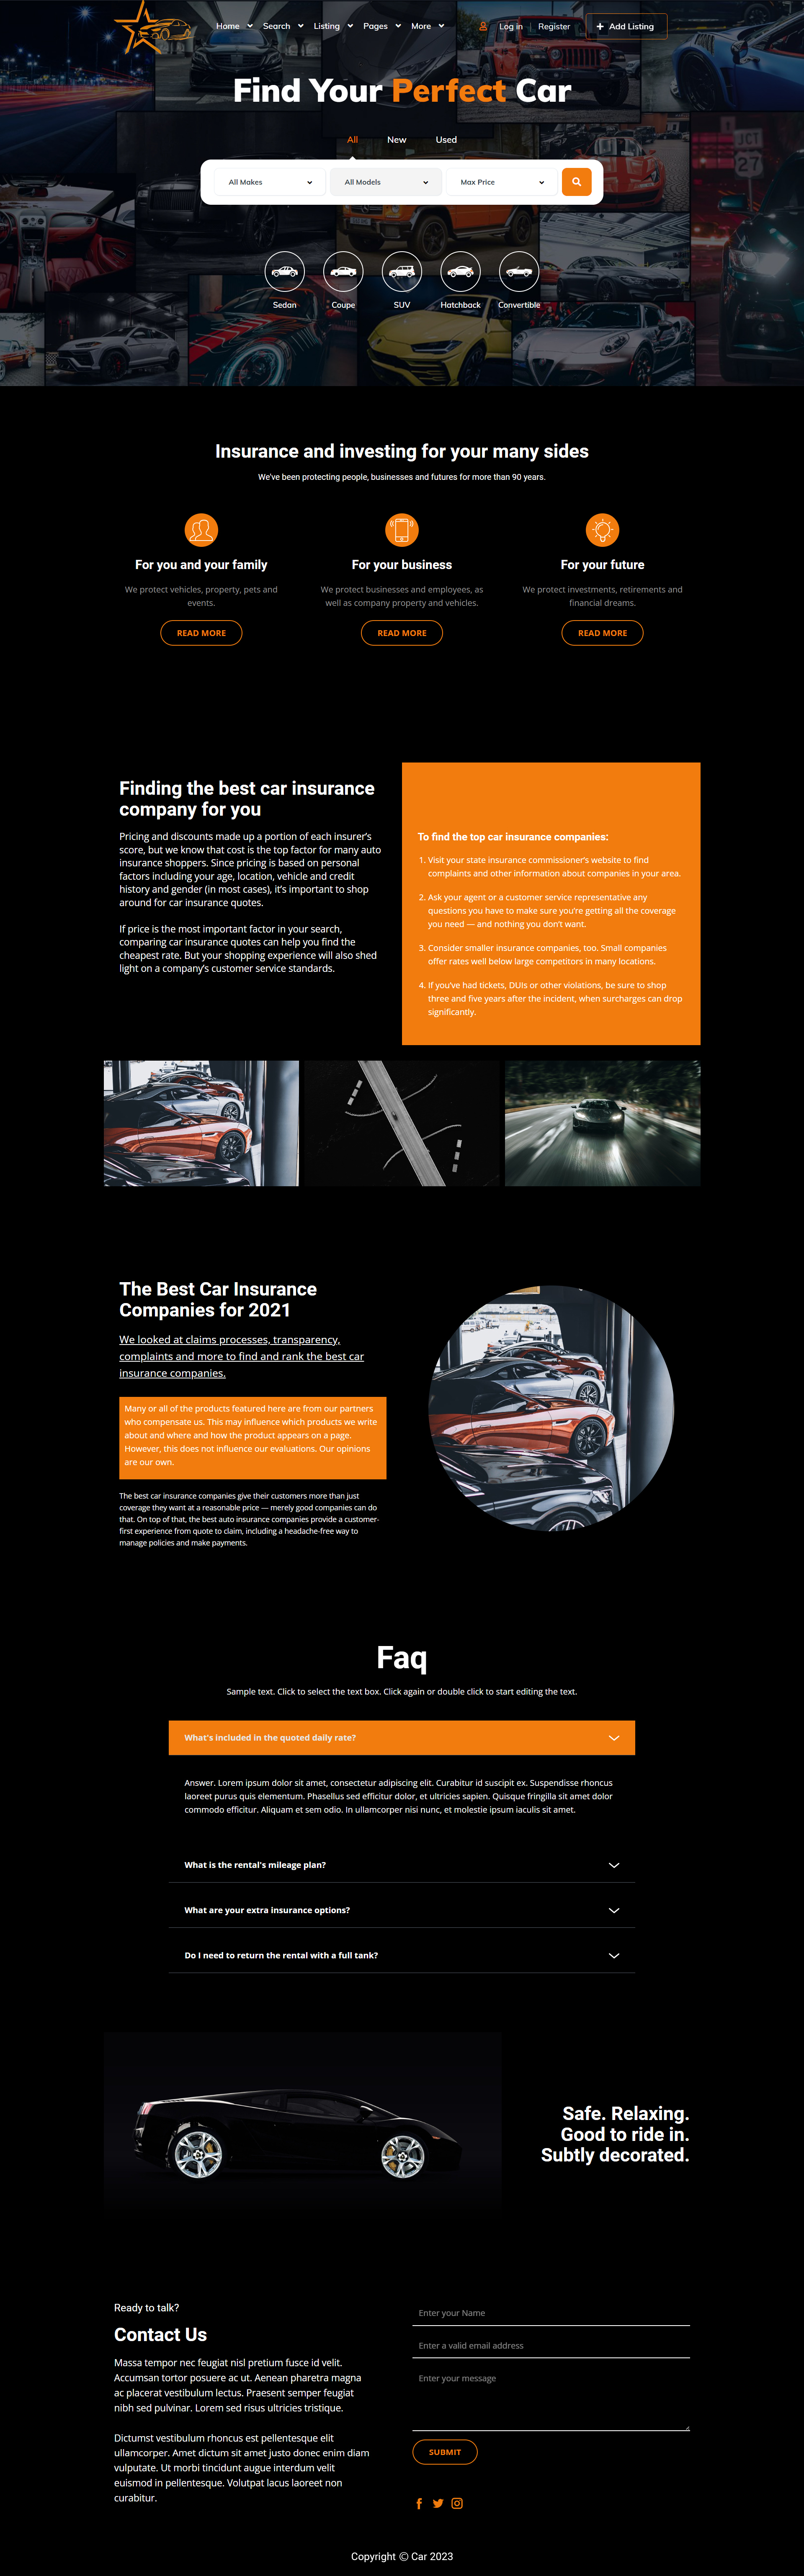 Home Search Listing Pages More Log in Register Add Listing
Find Your Perfect Car
All New Used
All Makes All Models Max Price
Sedan Coupe SUV Hatchback Convertible
Insurance and investing for your many sides
We've been protecting people, businesses and futures for more than 90 years.
For you and your family
We protect vehicles, property, pets and
events.
READ MORE
For your business
We protect businesses and employees, as
well as company property and vehicles.
READ MORE
For your future
We protect investments, retirements and
financial dreams.
READ MORE
Finding the best car insurance
company for you
Pricing and discounts made up a portion of each insurer's
score, but we know that cost is the top factor for many auto
insurance shoppers. Since pricing is based on personal
factors including your age, location, vehicle and credit
history and gender (in most cases), it's important to shop
around for car insurance quotes.
If price is the most important factor in your search,
comparing car insurance quotes can help you find the
cheapest rate. But your shopping experience will also shed
light on a company's customer service standards.
To find the top car insurance companies:
1. Visit your state insurance commissioner's website to find
complaints and other information about companies in your area.
2. Ask your agent or a customer service representative any
questions you have to make sure you're getting all the coverage
you need — and nothing you don't want.
3. Consider smaller insurance companies, too. Small companies
offer rates well below large competitors in many locations.
4. If you've had tickets, DUIs or other violations, be sure to shop
three and five years after the incident, when surcharges can drop
significantly.
The Best Car Insurance
Companies for 2021
We looked at claims processes, transparency,
complaints and more to find and rank the best car
insurance companies.
Many or all of the products featured here are from our partners
who compensate us. This may influence which products we write
about and where and how the product appears on a page.
However, this does not influence our evaluations. Our opinions
are our own.
The best car insurance companies give their customers more than just
coverage they want at a reasonable price — merely good companies can do
that. On top of that, the best auto insurance companies provide a customer-
first experience from quote to claim, including a headache-free way to
manage policies and make payments.
Faq
Sample text. Click to select the text box. Click again or double click to start editing the text.
What's included in the quoted daily rate?
Answer. Lorem ipsum dolor sit amet, consectetur adipiscing elit. Curabitur id suscipit ex. Suspendisse rhoncus
laoreet purus quis elementum. Phasellus sed efficitur dolor, et ultricies sapien. Quisque fringilla sit amet dolor
commodo efficitur. Aliquam et sem odio. In ullamcorper nisi nunc, et molestie ipsum iaculis sit amet.
What is the rental's mileage plan?
What are your extra insurance options?
Do I need to return the rental with a full tank?
Safe. Relaxing.
Good to ride in.
Subtly decorated.
Ready to talk?
Contact Us
Massa tempor nec feugiat nisl pretium fusce id velit.
Accumsan tortor posuere ac ut. Aenean pharetra magna
ac placerat vestibulum lectus. Praesent semper feugiat
nibh sed pulvinar. Lorem sed risus ultricies tristique.
Dictumst vestibulum rhoncus est pellentesque elit
ullamcorper. Amet dictum sit amet justo donec enim diam
vulputate. Ut morbi tincidunt augue interdum velit
euismod in pellentesque. Volutpat lacus laoreet non
curabitur.
Enter your Name
Enter a valid email address
Enter your message
SUBMIT
Copyright © Car 2023